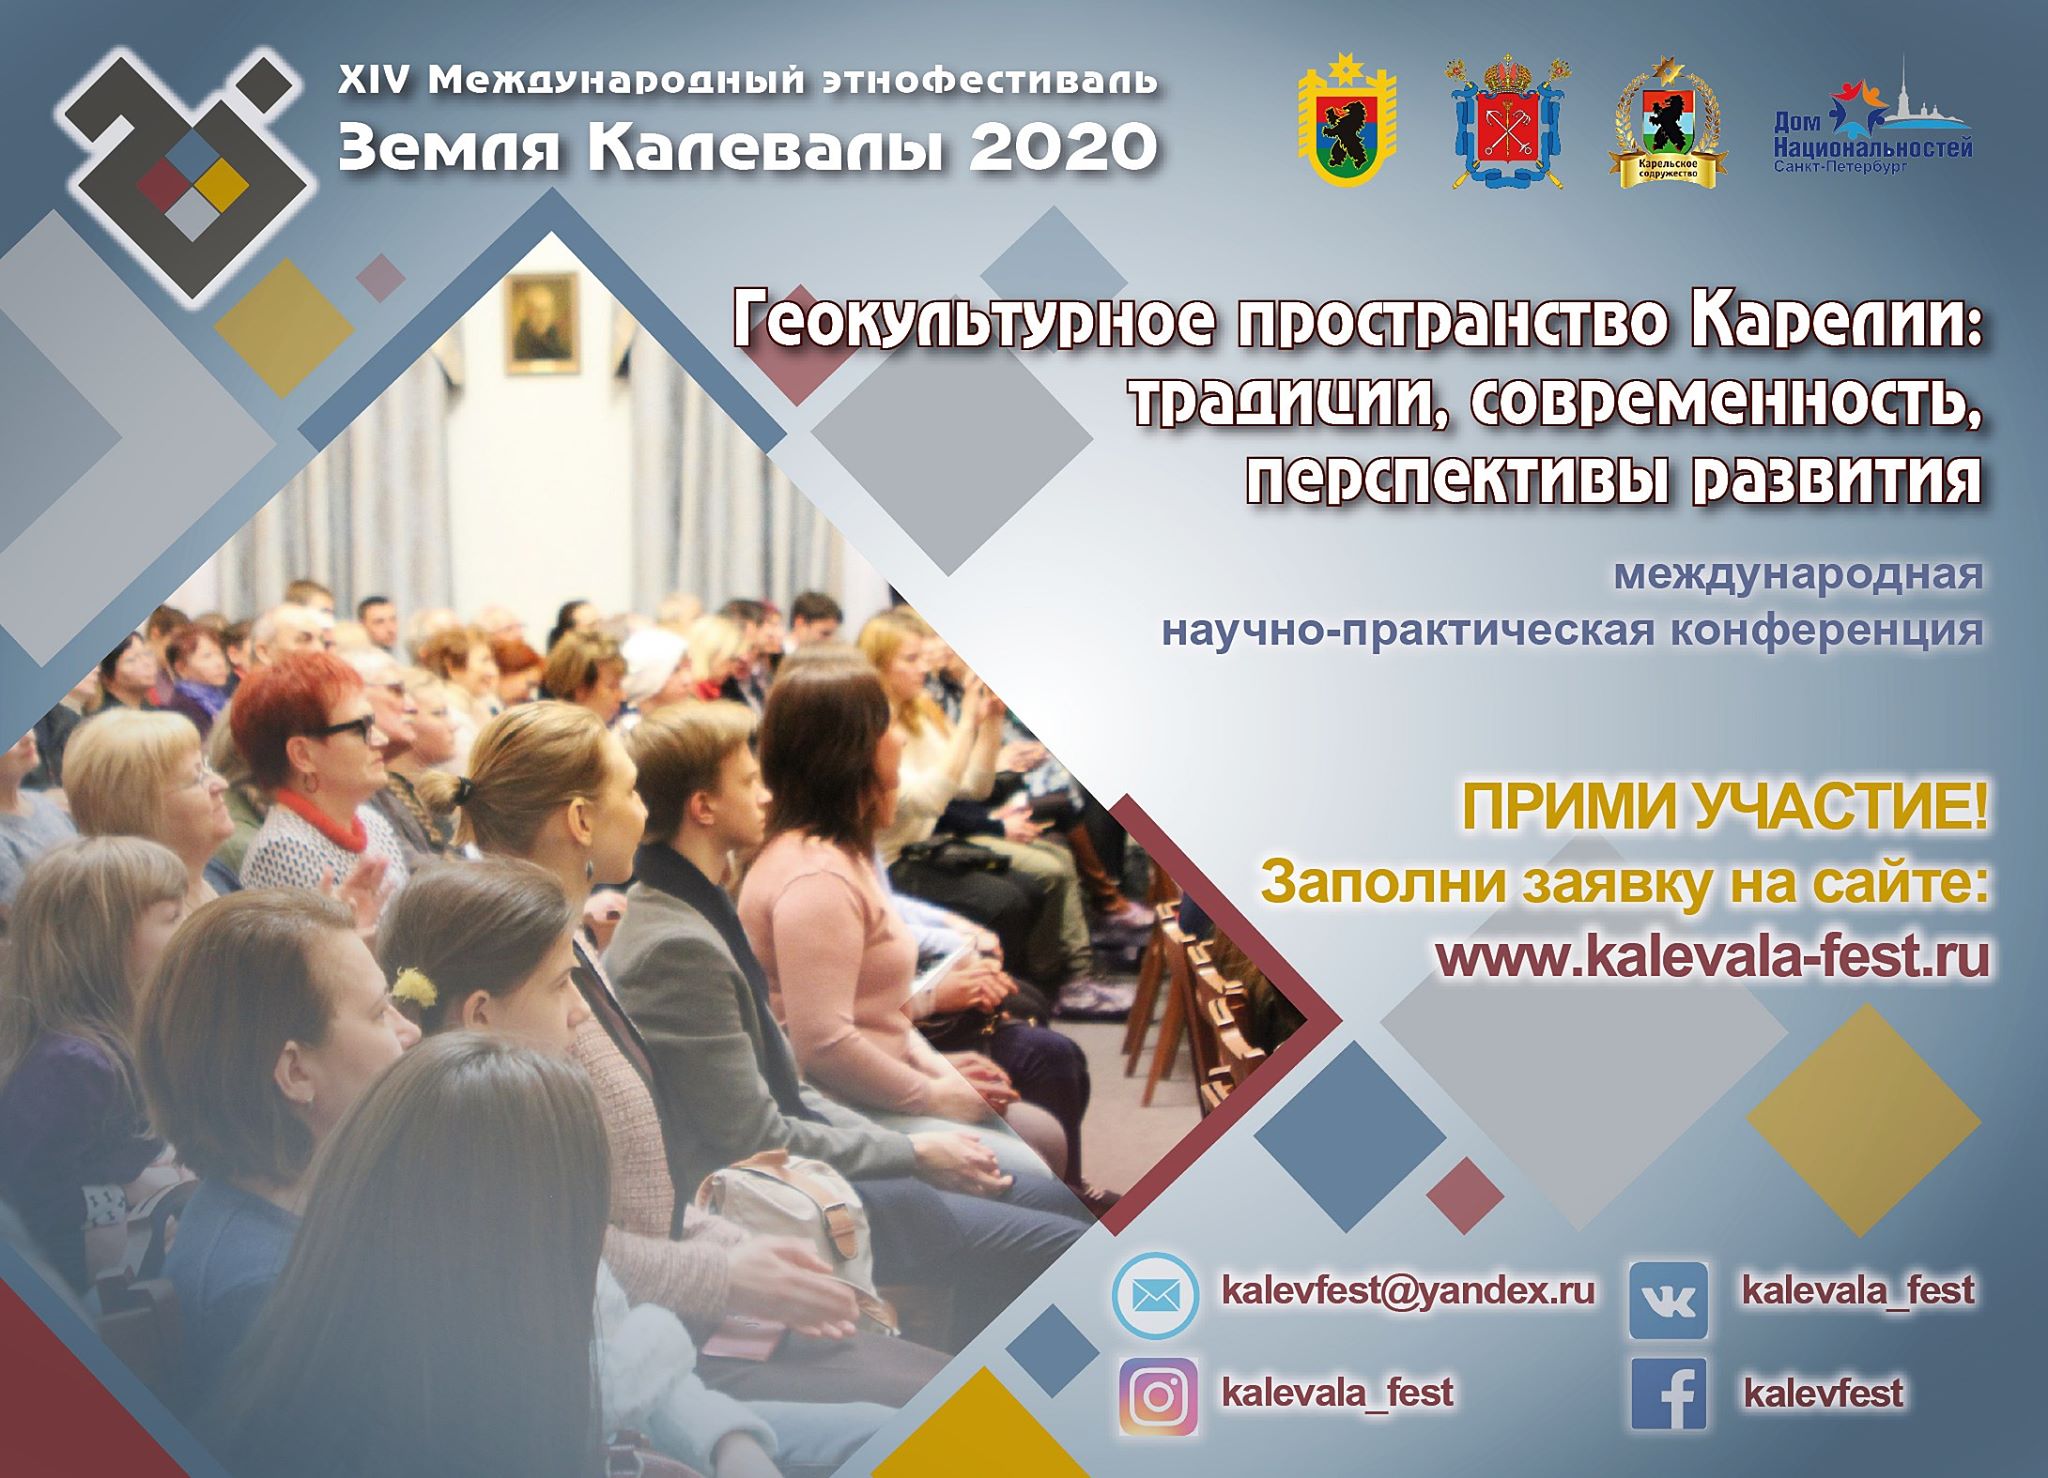 XIV Международный этнофестиваль
Земля Калевалы 2020
Карельское
содружество
Дом
Национальностей
Санкт-Петербург
Геокультурное пространство Карелии:
традиции, современность,
перспективы развития
международная
научно-практическая конференция
ПРИМИ УЧАСТИЕ!
Заполни заявку на сайте:
www.kalevala-fest.ru
kalevfest@yandex.ru
kalevala_fest
kalevala_fest
kalevfest